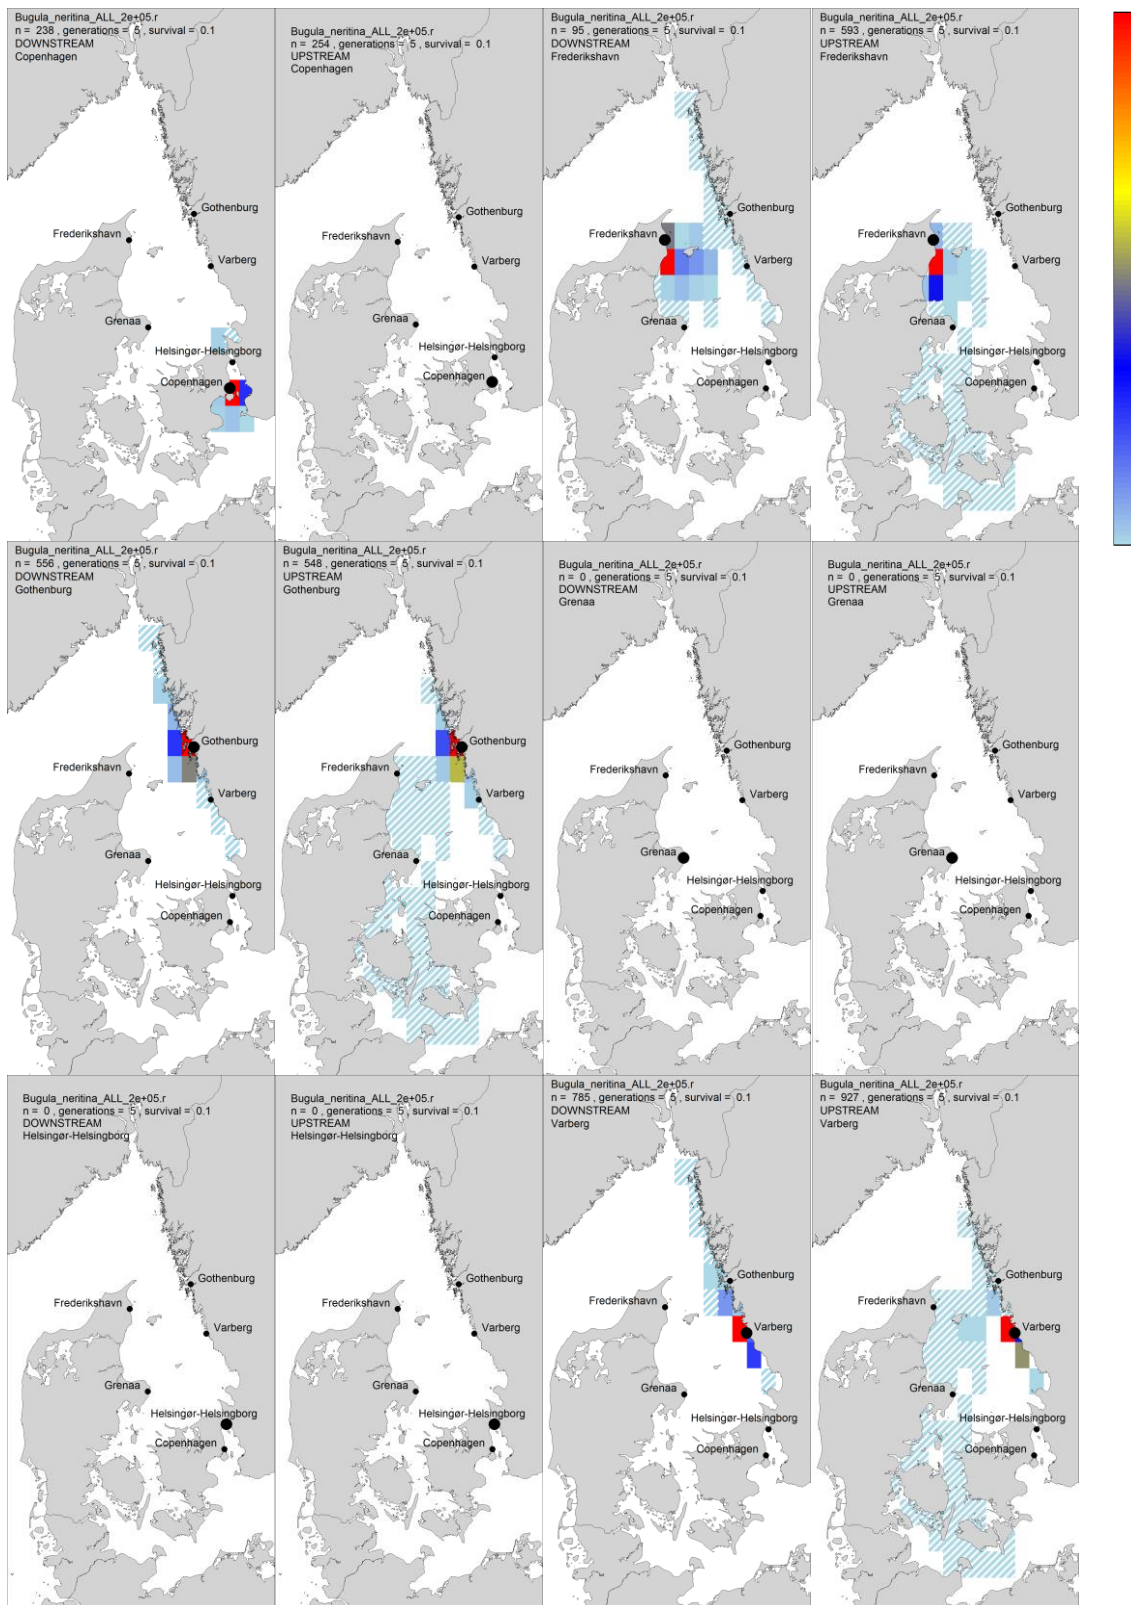 Bugula_neritina_ALL_2e+05.r
n = 238 , generations = 5 , survival = 0.1
DOWNSTREAM
Copenhagen
Gothenburg
Frederikshavn
Varberg
Grenaa
Helsingør-Helsingborg
Copenhagen
Bugula_neritina_ALL_2e+05.r
n = 254 , generations = 5 , survival = 0.1
UPSTREAM
Copenhagen
Gothenburg
Frederikshavn
Varberg
Grenaa
Helsingør-Helsingborg
Copenhagen
Bugula_neritina_ALL_2e+05.r
n = 95 , generations = 5 , survival = 0.1
DOWNSTREAM
Frederikshavn
Gothenburg
Frederikshavn
Varberg
Grenaa
Helsingør-Helsingborg
Copenhagen
Bugula_neritina_ALL_2e+05.r
n = 593 , generations = 5 , survival = 0.1
UPSTREAM
Frederikshavn
Gothenburg
Frederikshavn
Varberg
Grenaa
Helsingør-Helsingborg
Copenhagen
Bugula_neritina_ALL_2e+05.r
n = 556 , generations = 5 , survival = 0.1
DOWNSTREAM
Gothenburg
Gothenburg
Frederikshavn
Varberg
Grenaa
Helsingør-Helsingborg
Copenhagen
Bugula_neritina_ALL_2e+05.r
n = 548 , generations = 5 , survival = 0.1
UPSTREAM
Gothenburg
Gothenburg
Frederikshavn
Varberg
Grenaa
Helsingør-Helsingborg
Copenhagen
Bugula_neritina_ALL_2e+05.r
n = 0 , generations = 5 , survival = 0.1
DOWNSTREAM
Grenaa
Gothenburg
Frederikshavn
Varberg
Grenaa
Helsingør-Helsingborg
Copenhagen
Bugula_neritina_ALL_2e+05.r
n = 0 , generations = 5 , survival = 0.1
UPSTREAM
Grenaa
Gothenburg
Frederikshavn
Varberg
Grenaa
Helsingør-Helsingborg
Copenhagen
Bugula_neritina_ALL_2e+05.r
n = 0 , generations = 5 , survival = 0.1
DOWNSTREAM
Helsingør-Helsingborg
Gothenburg
Frederikshavn
Varberg
Grenaa
Helsingør-Helsingborg
Copenhagen
Bugula_neritina_ALL_2e+05.r
n = 0 , generations = 5 , survival = 0.1
UPSTREAM
Helsingør-Helsingborg
Gothenburg
Frederikshavn
Varberg
Grenaa
Helsingør-Helsingborg
Copenhagen
Bugula_neritina_ALL_2e+05.r
n = 785 , generations = 5 , survival = 0.1
DOWNSTREAM
Varberg
Gothenburg
Frederikshavn
Varberg
Grenaa
Helsingør-Helsingborg
Copenhagen
Bugula_neritina_ALL_2e+05.r
n = 927 , generations = 5 , survival = 0.1
UPSTREAM
Varberg
Gothenburg
Frederikshavn
Varberg
Grenaa
Helsingør-Helsingborg
Copenhagen